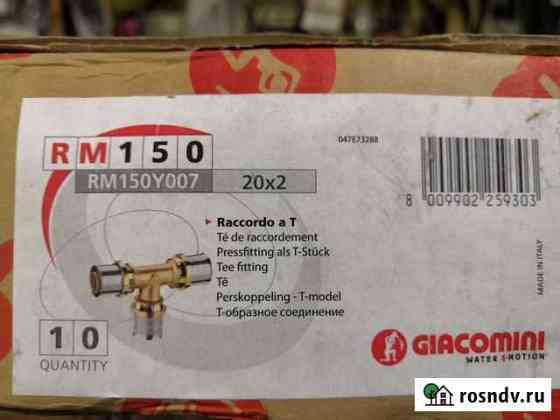 RM150
047E73288
RM150Y007 20x2
8 009902 259303
Raccordo a T
Té de raccordement
Pressfitting als T-Stück
Tee fitting
Tê
Perskoppeling - T-model
Т-образное соединение
MADE IN ITALY
10
QUANTITY
GIACOMINI
WATER E-MOTION
rosndv.ru